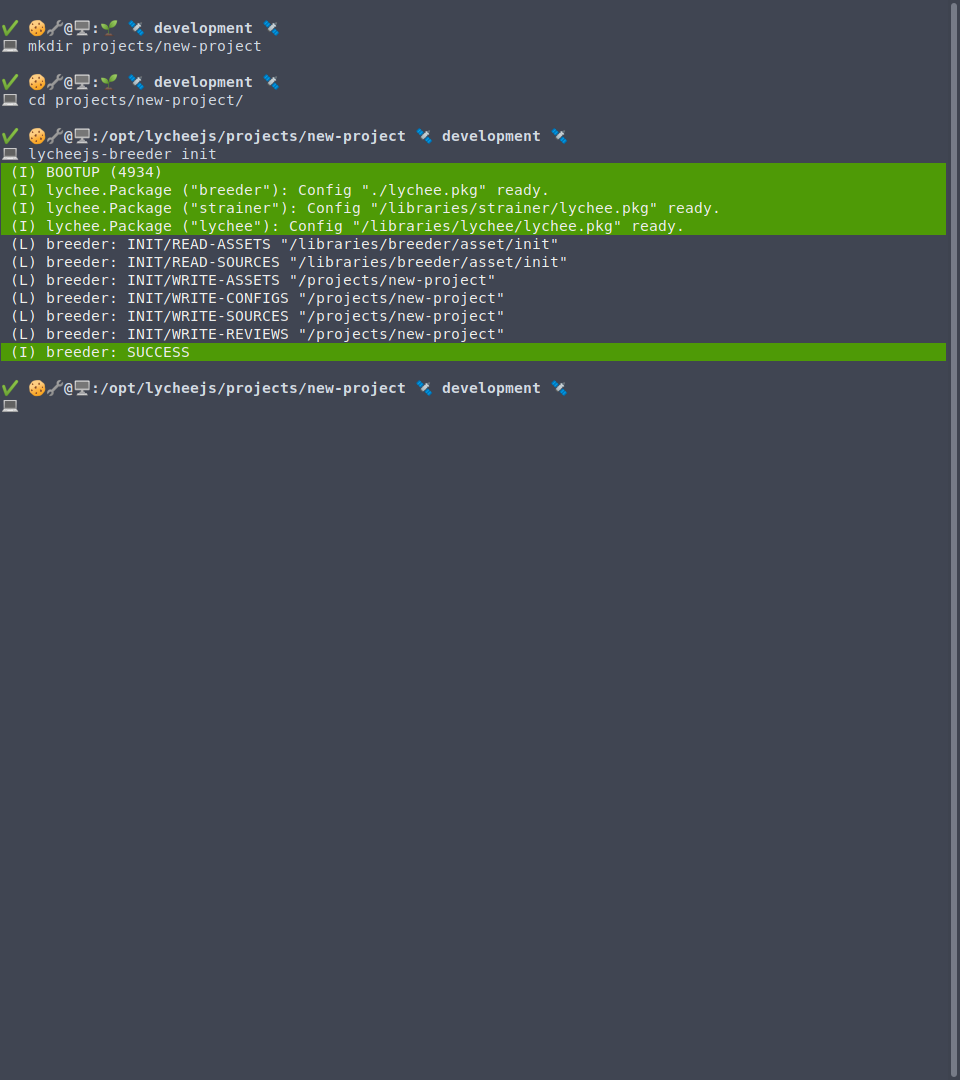 ✔ 🍪🔧@🖥:🌱 🛰 development 🛰
💻 mkdir projects/new-project
✔ 🍪🔧@🖥:🌱 🛰 development 🛰
💻 cd projects/new-project/
✔ 🍪🔧@🖥:/opt/lycheejs/projects/new-project 🛰 development 🛰
💻 lycheejs-breeder init
(I) BOOTUP (4934)
(I) lychee.Package ("breeder"): Config "./lychee.pkg" ready.
(I) lychee.Package ("strainer"): Config "/libraries/strainer/lychee.pkg" ready.
(I) lychee.Package ("lychee"): Config "/libraries/lychee/lychee.pkg" ready.
(L) breeder: INIT/READ-ASSETS "/libraries/breeder/asset/init"
(L) breeder: INIT/READ-SOURCES "/libraries/breeder/asset/init"
(L) breeder: INIT/WRITE-ASSETS "/projects/new-project"
(L) breeder: INIT/WRITE-CONFIGS "/projects/new-project"
(L) breeder: INIT/WRITE-SOURCES "/projects/new-project"
(L) breeder: INIT/WRITE-REVIEWS "/projects/new-project"
(I) breeder: SUCCESS
✔ 🍪🔧@🖥:/opt/lycheejs/projects/new-project 🛰 development 🛰
💻